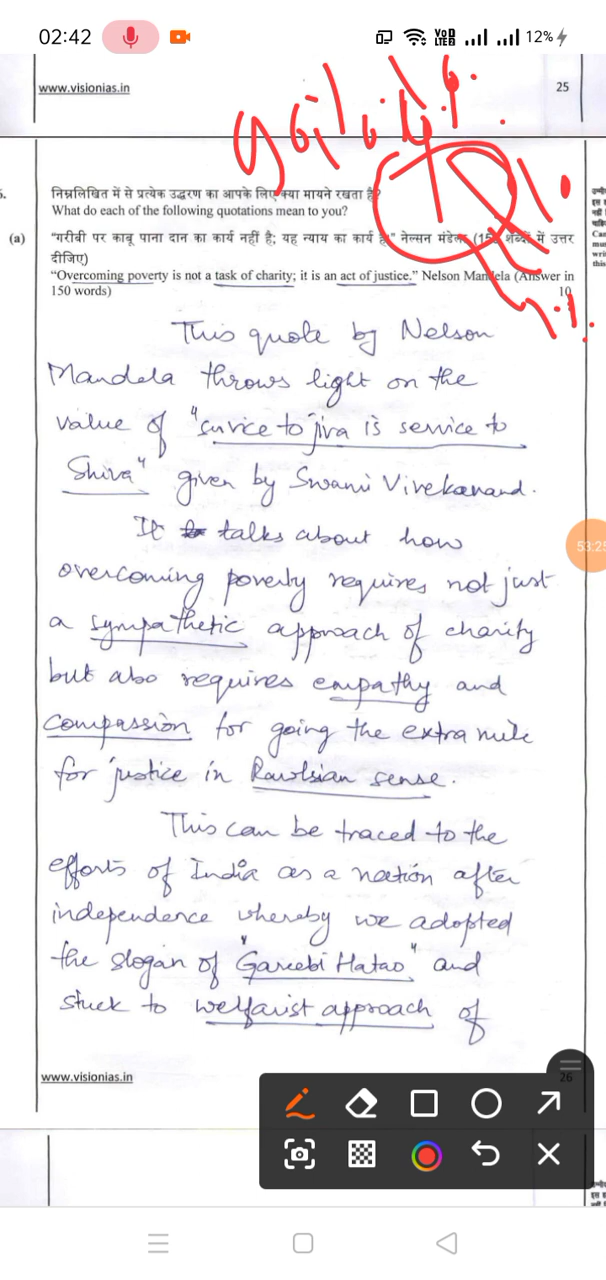 02:42
VoD
LTE2
12%
www.visionias.in
25
निम्नलिखित में से प्रत्येक उद्धरण का आपके लिए क्या मायने रखता है?
What do each of the following quotations mean to you?
(a) "गरीबी पर काबू पाना दान का कार्य नहीं है; यह न्याय का कार्य है।" नेल्सन मंडेला (150 शब्दों में उत्तर
दीजिए)
"Overcoming poverty is not a task of charity; it is an act of justice." Nelson Mandela (Answer in
150 words) 10
This quote by Nelson
Mandela throws light on the
value of "survice to jiva is service to
Shiva" given by Swami Vivekanand.
It talks about how
overcoming poverty requires not just
a sympathetic approach of charity
but also requires empathy and
compassion for going the extra mile
for justice in Rawlsian sense.
This can be traced to the
efforts of India as a nation after
independence whereby we adopted
the slogan of "Gareebi Hatao" and
stuck to welfarist approach of
53:25
www.visionias.in
26